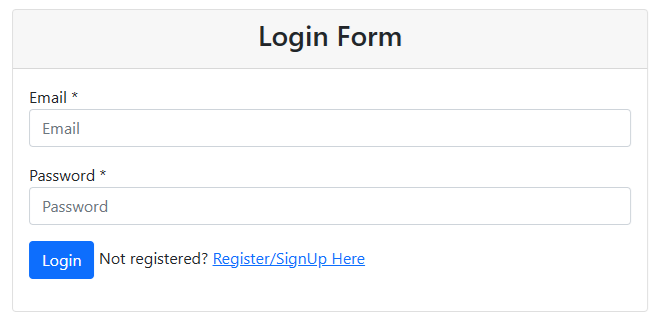 Login Form
Email *
Email
Password *
Password
Login Not registered? Register/SignUp Here